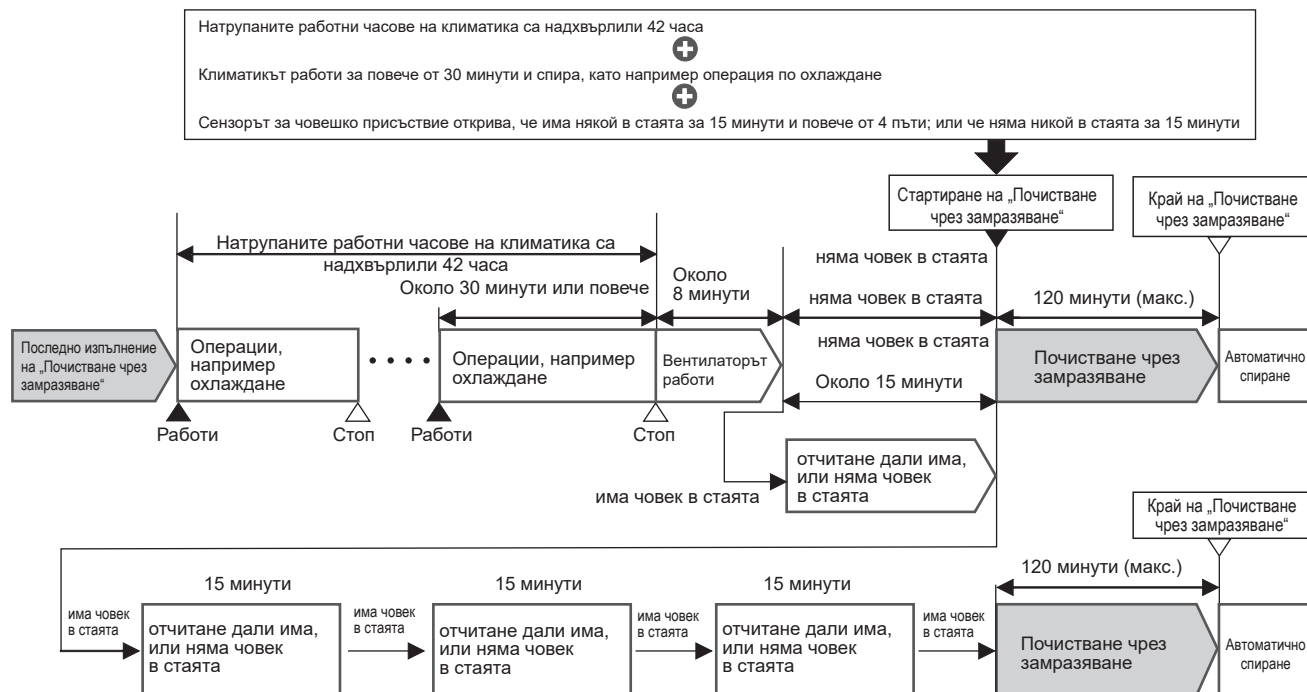 Натрупаните работни часове на климатика са надхвърлили 42 часа
Климатикът работи за повече от 30 минути и спира, като например операция по охлаждане
Сензорът за човешко присъствие открива, че има някой в стаята за 15 минути и повече от 4 пъти; или че няма никой в стаята за 15 минути
Стартиране на „Почистване
чрез замразяване“
Край на „Почистване
чрез замразяване“
Натрупаните работни часове на климатика са
надхвърлили 42 часа
Около 30 минути или повече
Около
8 минути
няма човек в стаята
няма човек в стаята
няма човек в стаята
Около 15 минути
120 минути (макс.)
Последно изпълнение
на „Почистване чрез
замразяване“
Операции,
например
охлаждане
Операции, например
охлаждане
Вентилаторът
работи
Почистване чрез
замразяване
Автоматично
спиране
Работи
Стоп
Работи
Стоп
има човек в стаята
отчитане дали има,
или няма човек
в стаята
Край на „Почистване
чрез замразяване“
15 минути
15 минути
15 минути
120 минути (макс.)
има човек
в стаята
отчитане дали има,
или няма човек
в стаята
има човек
в стаята
отчитане дали има,
или няма човек
в стаята
има човек
в стаята
отчитане дали има,
или няма човек
в стаята
има човек
в стаята
Почистване чрез
замразяване
Автоматично
спиране